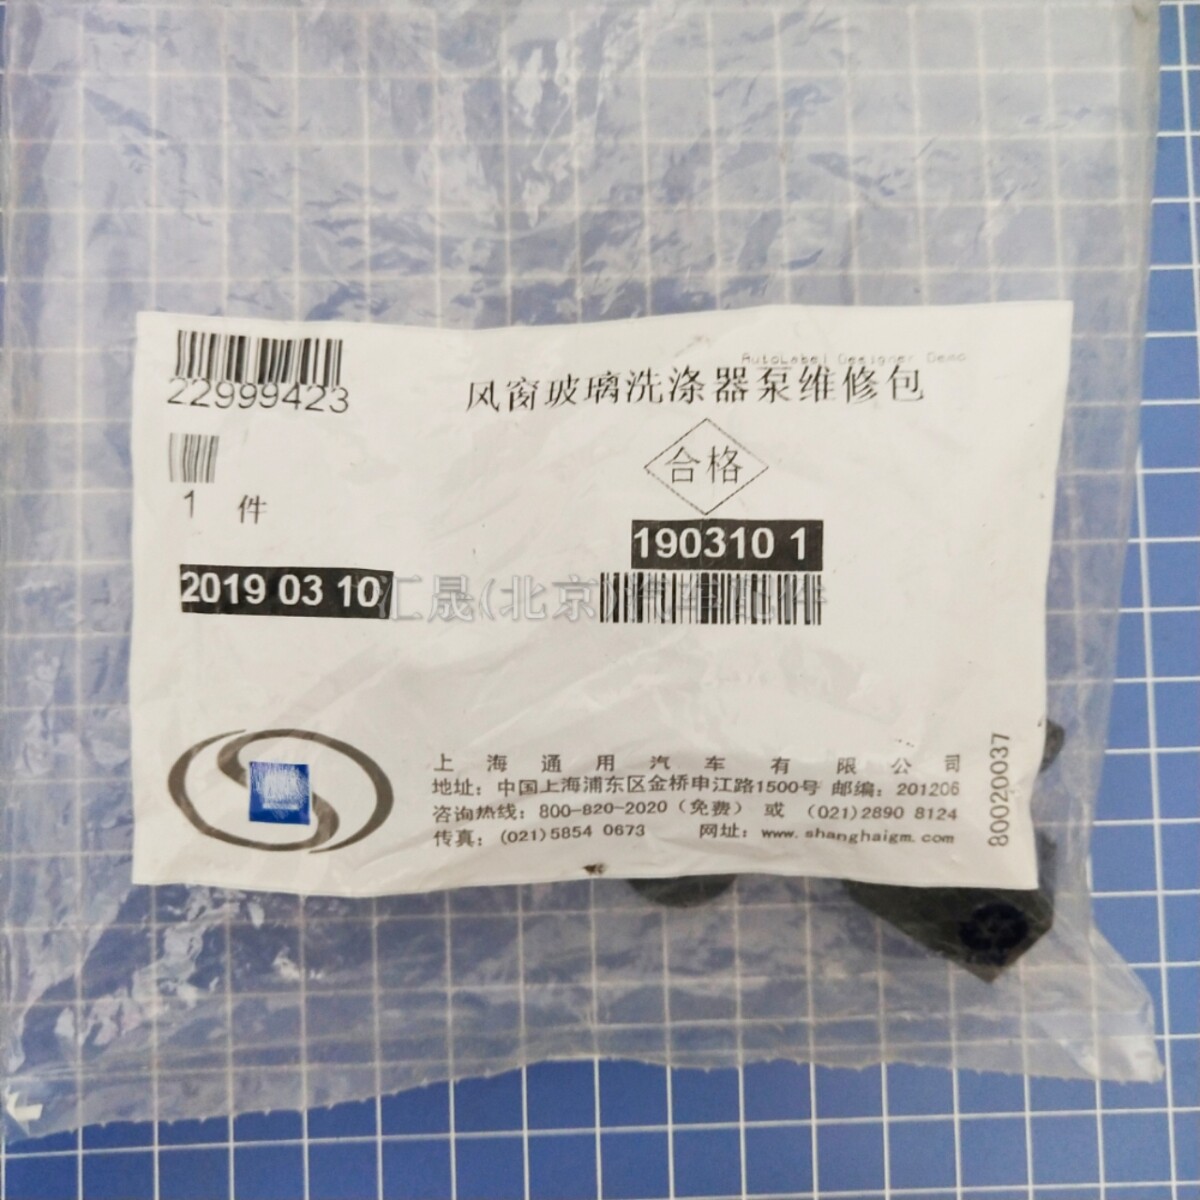 AutoLabel Designer Demo
22999423
风窗玻璃洗涤器泵维修包
合格
1 件
190310 1
2019 03 10
汇晟(北京)汽车配件
上海通用汽车有限公司
地址：中国上海浦东区金桥申江路1500号 邮编：201206
咨询热线：800-820-2020（免费）或 (021)2890 8124
传真：(021)5854 0673 网址：www.shanghaigm.com
80020037